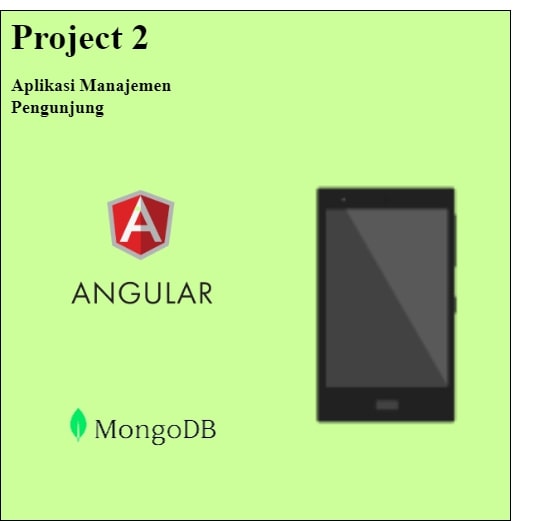 Project 2
Aplikasi Manajemen
Pengunjung
A
ANGULAR
MongoDB